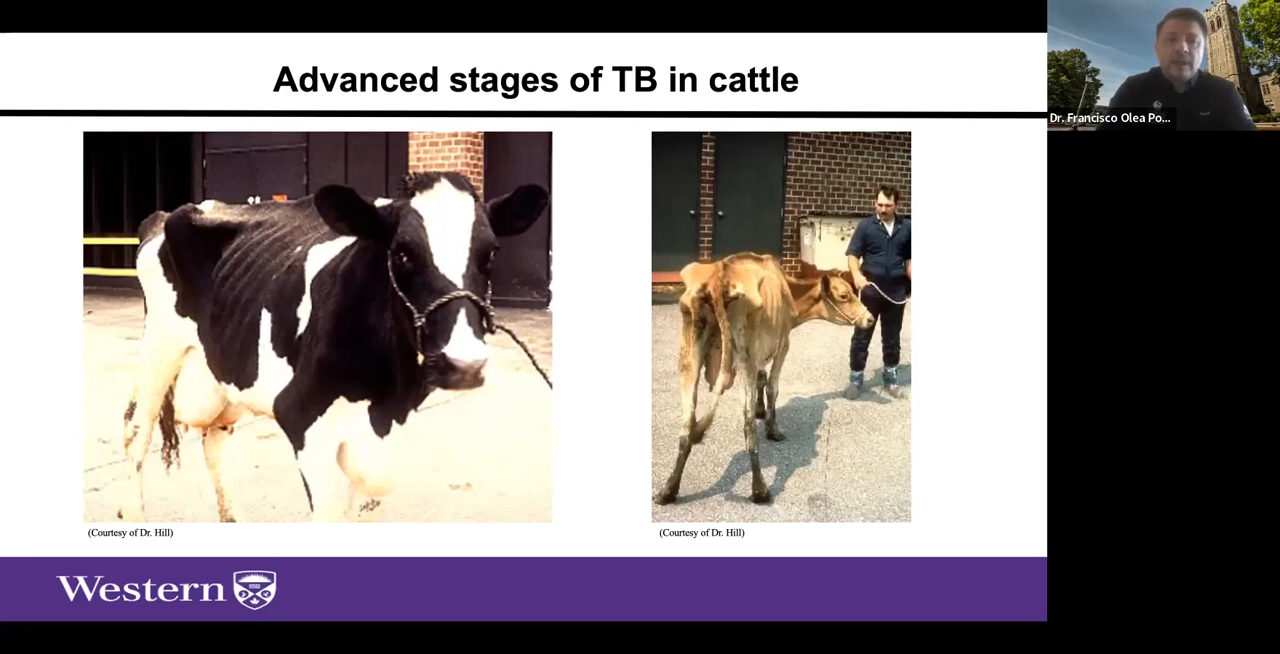 Advanced stages of TB in cattle
Dr. Francisco Olea Po...
(Courtesy of Dr. Hill)
(Courtesy of Dr. Hill)
Western